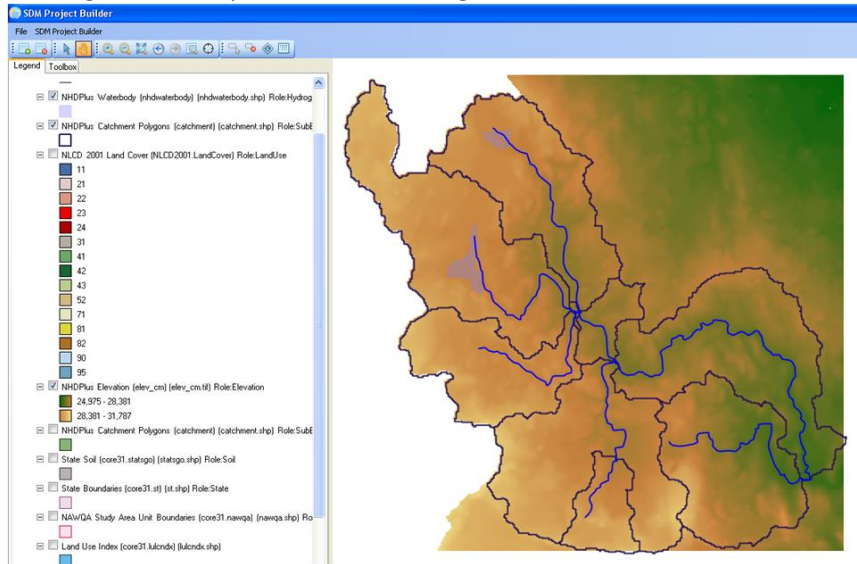 SDM Project Builder
File SDM Project Builder
Legend Toolbox
NHDPlus Waterbody (nhdwaterbody) (nhdwaterbody.shp) Role:Hydrog
NHDPlus Catchment Polygons (catchment) (catchment.shp) Role:SubE
NLCD 2001 Land Cover (NLCD2001.LandCover) Role:LandUse
11
21
22
23
24
31
41
42
43
52
71
81
82
90
95
NHDPlus Elevation (elev_cm) (elev_cm.tif) Role:Elevation
24,975 - 28,381
28,381 - 31,787
NHDPlus Catchment Polygons (catchment) (catchment.shp) Role:SubE
State Soil (core31.statsgo) (statsgo.shp) Role:Soil
State Boundaries (core31.st) (st.shp) Role:State
NAWQA Study Area Unit Boundaries (core31.nawqa) (nawqa.shp) Ro
Land Use Index (core31.lulcndx) (lulcndx.shp)